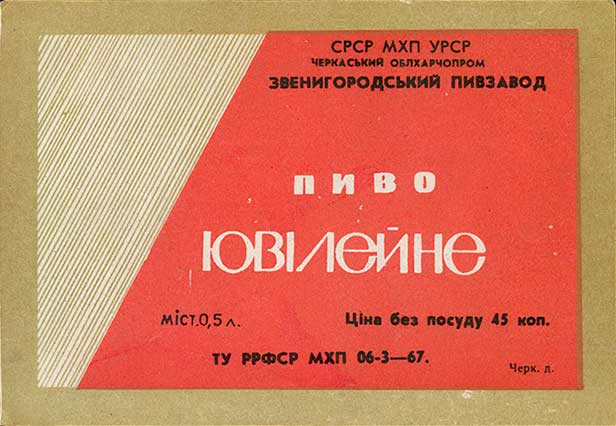 СРСР МХП УРСР
ЧЕРКАСЬКИЙ ОБЛХАРЧОПРОМ
ЗВЕНИГОРОДСЬКИЙ ПИВЗАВОД
ПИВО
ЮВІЛЕЙНЕ
МІСТ.0,5 л.
Ціна без посуду 45 коп.
ТУ РРФСР МХП 06-3—67.
Черк. д.